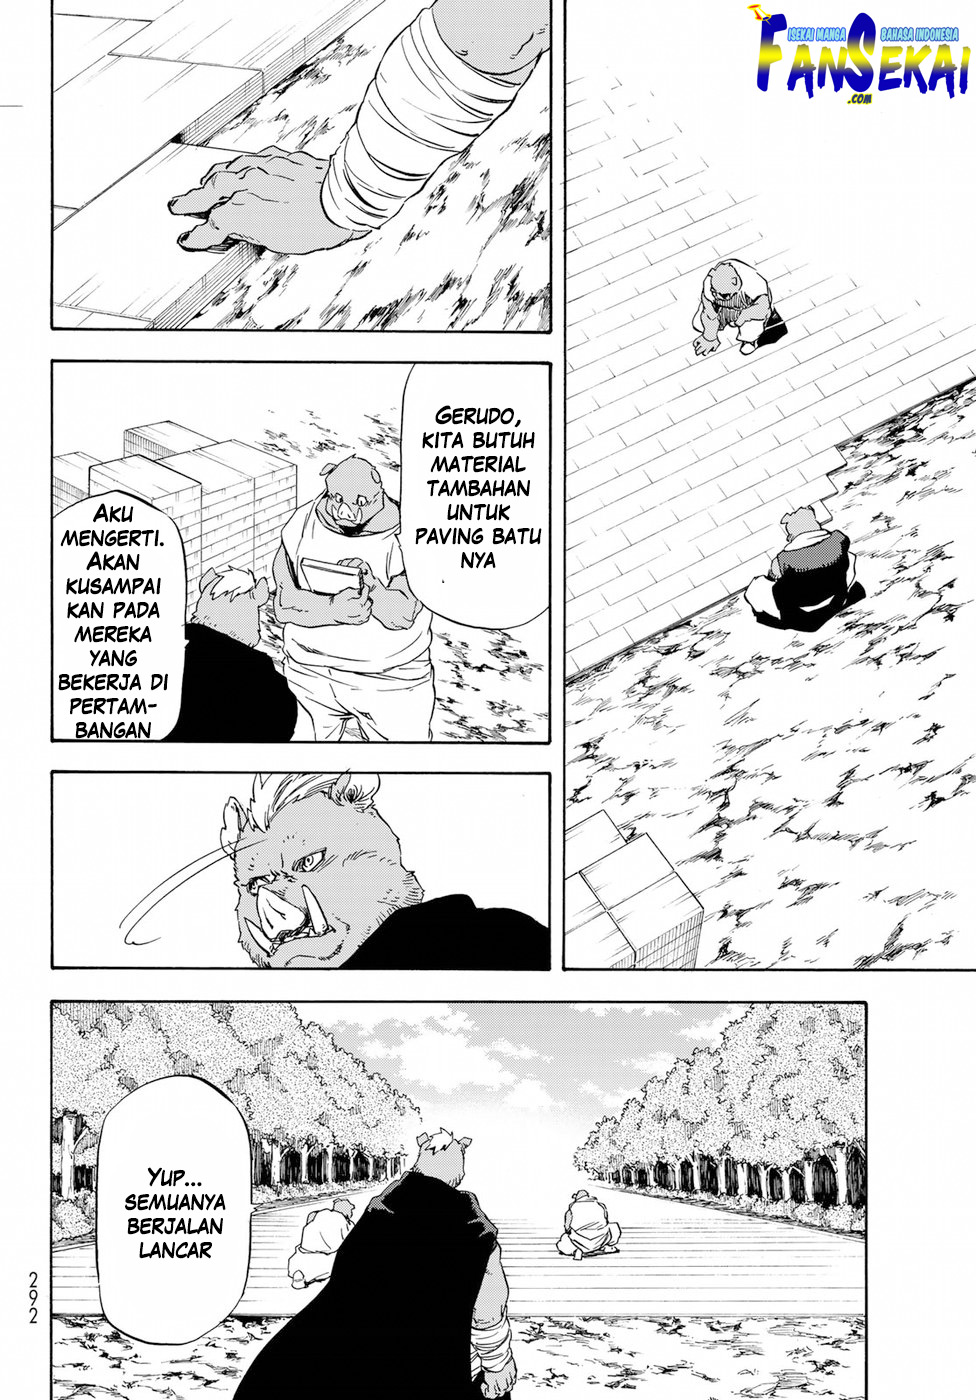 ISEKAI MANGA BAHASA INDONESIA
FANSEKAI
.COM
GERUDO,
KITA BUTUH
MATERIAL
TAMBAHAN
UNTUK
PAVING BATU
NYA
AKU
MENGERTI.
AKAN
KUSAMPAI
KAN PADA
MEREKA
YANG
BEKERJA DI
PERTAM-
BANGAN
YUP...
SEMUANYA
BERJALAN
LANCAR
292